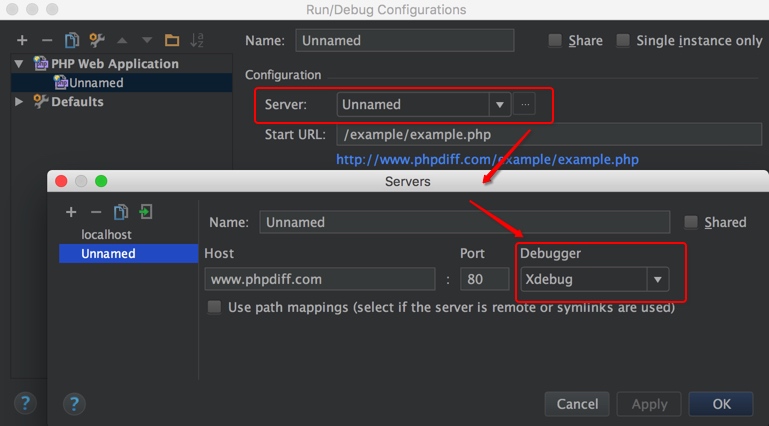 Run/Debug Configurations
Name: Unnamed Share Single instance only
PHP Web Application
Unnamed
Defaults
Configuration
Server: Unnamed ...
Start URL: /example/example.php
http://www.phpdiff.com/example/example.php
Servers
localhost
Unnamed
Name: Unnamed Shared
Host Port Debugger
www.phpdiff.com : 80 Xdebug
Use path mappings (select if the server is remote or symlinks are used)
? ? Cancel Apply OK